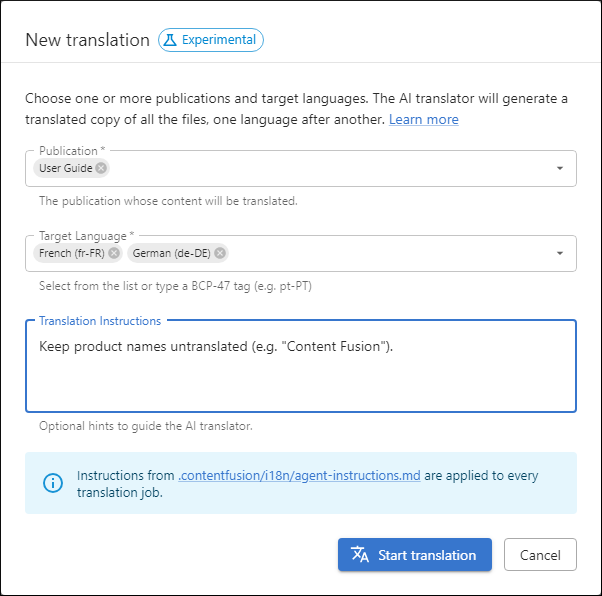 New translation Experimental
Choose one or more publications and target languages. The AI translator will generate a
translated copy of all the files, one language after another. Learn more
Publication *
User Guide
The publication whose content will be translated.
Target Language *
French (fr-FR) German (de-DE)
Select from the list or type a BCP-47 tag (e.g. pt-PT)
Translation Instructions
Keep product names untranslated (e.g. "Content Fusion").
Optional hints to guide the AI translator.
Instructions from .contentfusion/i18n/agent-instructions.md are applied to every
translation job.
Start translation Cancel